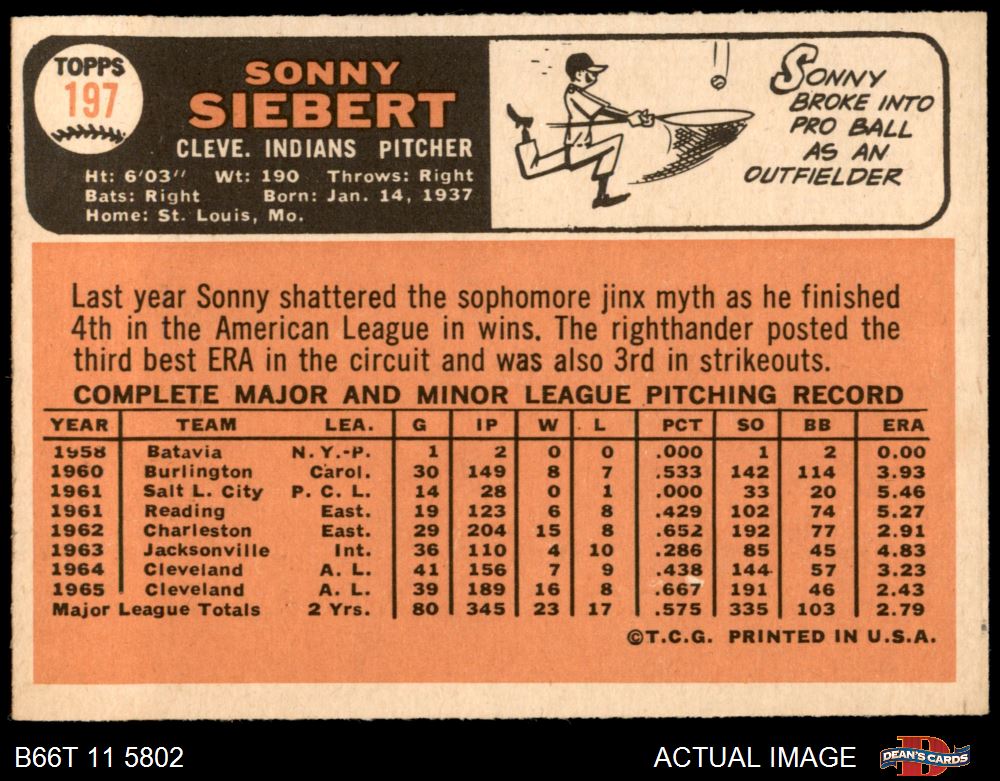 TOPPS
197
SONNY
SIEBERT
CLEVE. INDIANS PITCHER
Ht: 6'03" Wt: 190 Throws: Right
Bats: Right Born: Jan. 14, 1937
Home: St. Louis, Mo.
SONNY
BROKE INTO
PRO BALL
AS AN
OUTFIELDER
Last year Sonny shattered the sophomore jinx myth as he finished
4th in the American League in wins. The righthander posted the
third best ERA in the circuit and was also 3rd in strikeouts.
COMPLETE MAJOR AND MINOR LEAGUE PITCHING RECORD
YEAR TEAM LEA. G IP W L PCT SO BB ERA
1958 Batavia N.Y.-P. 1 2 0 0 .000 1 2 0.00
1960 Burlington Carol. 30 149 8 7 .533 142 114 3.93
1961 Salt L. City P. C. L. 14 28 0 1 .000 33 20 5.46
1961 Reading East. 19 123 6 8 .429 102 74 5.27
1962 Charleston East. 29 204 15 8 .652 192 77 2.91
1963 Jacksonville Int. 36 110 4 10 .286 85 45 4.83
1964 Cleveland A. L. 41 156 7 9 .438 144 57 3.23
1965 Cleveland A. L. 39 189 16 8 .667 191 46 2.43
Major League Totals 2 Yrs. 80 345 23 17 .575 335 103 2.79
©T.C.G. PRINTED IN U.S.A.
B66T 11 5802 ACTUAL IMAGE
DEAN'S CARDS